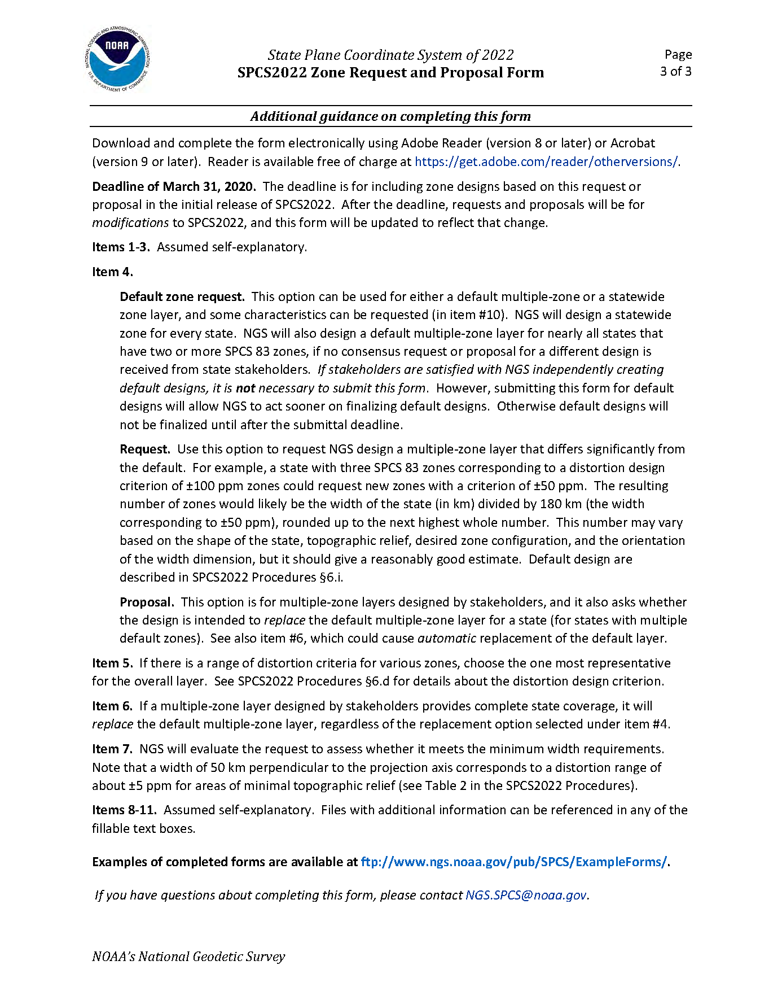 NATIONAL OCEANIC AND ATMOSPHERIC ADMINISTRATION
NOAA
U.S. DEPARTMENT OF COMMERCE
State Plane Coordinate System of 2022
SPCS2022 Zone Request and Proposal Form
Page
3 of 3
Additional guidance on completing this form
Download and complete the form electronically using Adobe Reader (version 8 or later) or Acrobat
(version 9 or later).  Reader is available free of charge at https://get.adobe.com/reader/otherversions/.
Deadline of March 31, 2020.  The deadline is for including zone designs based on this request or
proposal in the initial release of SPCS2022.  After the deadline, requests and proposals will be for
modifications to SPCS2022, and this form will be updated to reflect that change.
Items 1-3.  Assumed self-explanatory.
Item 4.
Default zone request.  This option can be used for either a default multiple-zone or a statewide
zone layer, and some characteristics can be requested (in item #10).  NGS will design a statewide
zone for every state.  NGS will also design a default multiple-zone layer for nearly all states that
have two or more SPCS 83 zones, if no consensus request or proposal for a different design is
received from state stakeholders.  If stakeholders are satisfied with NGS independently creating
default designs, it is not necessary to submit this form.  However, submitting this form for default
designs will allow NGS to act sooner on finalizing default designs.  Otherwise default designs will
not be finalized until after the submittal deadline.
Request.  Use this option to request NGS design a multiple-zone layer that differs significantly from
the default.  For example, a state with three SPCS 83 zones corresponding to a distortion design
criterion of ±100 ppm zones could request new zones with a criterion of ±50 ppm.  The resulting
number of zones would likely be the width of the state (in km) divided by 180 km (the width
corresponding to ±50 ppm), rounded up to the next highest whole number.  This number may vary
based on the shape of the state, topographic relief, desired zone configuration, and the orientation
of the width dimension, but it should give a reasonably good estimate.  Default design are
described in SPCS2022 Procedures §6.i.
Proposal.  This option is for multiple-zone layers designed by stakeholders, and it also asks whether
the design is intended to replace the default multiple-zone layer for a state (for states with multiple
default zones).  See also item #6, which could cause automatic replacement of the default layer.
Item 5.  If there is a range of distortion criteria for various zones, choose the one most representative
for the overall layer.  See SPCS2022 Procedures §6.d for details about the distortion design criterion.
Item 6.  If a multiple-zone layer designed by stakeholders provides complete state coverage, it will
replace the default multiple-zone layer, regardless of the replacement option selected under item #4.
Item 7.  NGS will evaluate the request to assess whether it meets the minimum width requirements.
Note that a width of 50 km perpendicular to the projection axis corresponds to a distortion range of
about ±5 ppm for areas of minimal topographic relief (see Table 2 in the SPCS2022 Procedures).
Items 8-11.  Assumed self-explanatory.  Files with additional information can be referenced in any of the
fillable text boxes.
Examples of completed forms are available at ftp://www.ngs.noaa.gov/pub/SPCS/ExampleForms/.
If you have questions about completing this form, please contact NGS.SPCS@noaa.gov.
NOAA's National Geodetic Survey